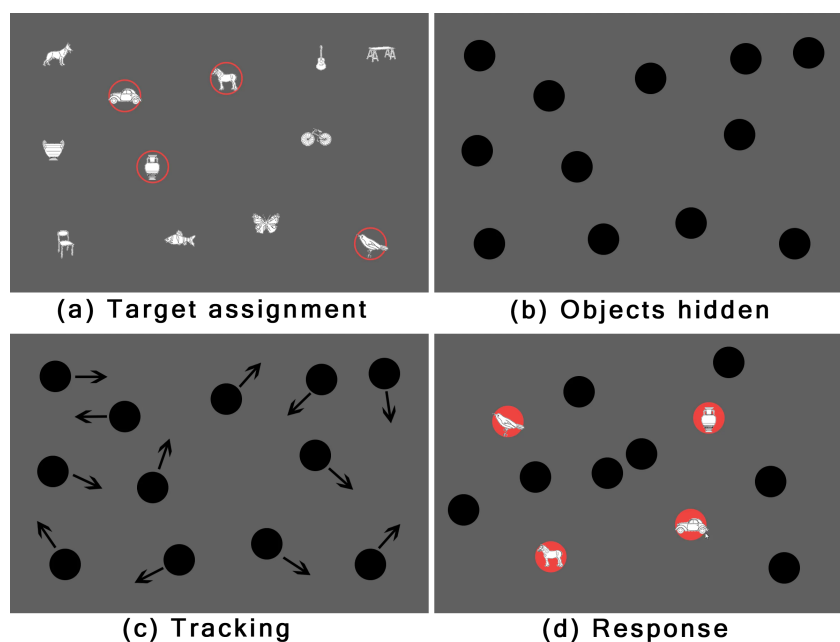 (a) Target assignment
(b) Objects hidden
(c) Tracking
(d) Response